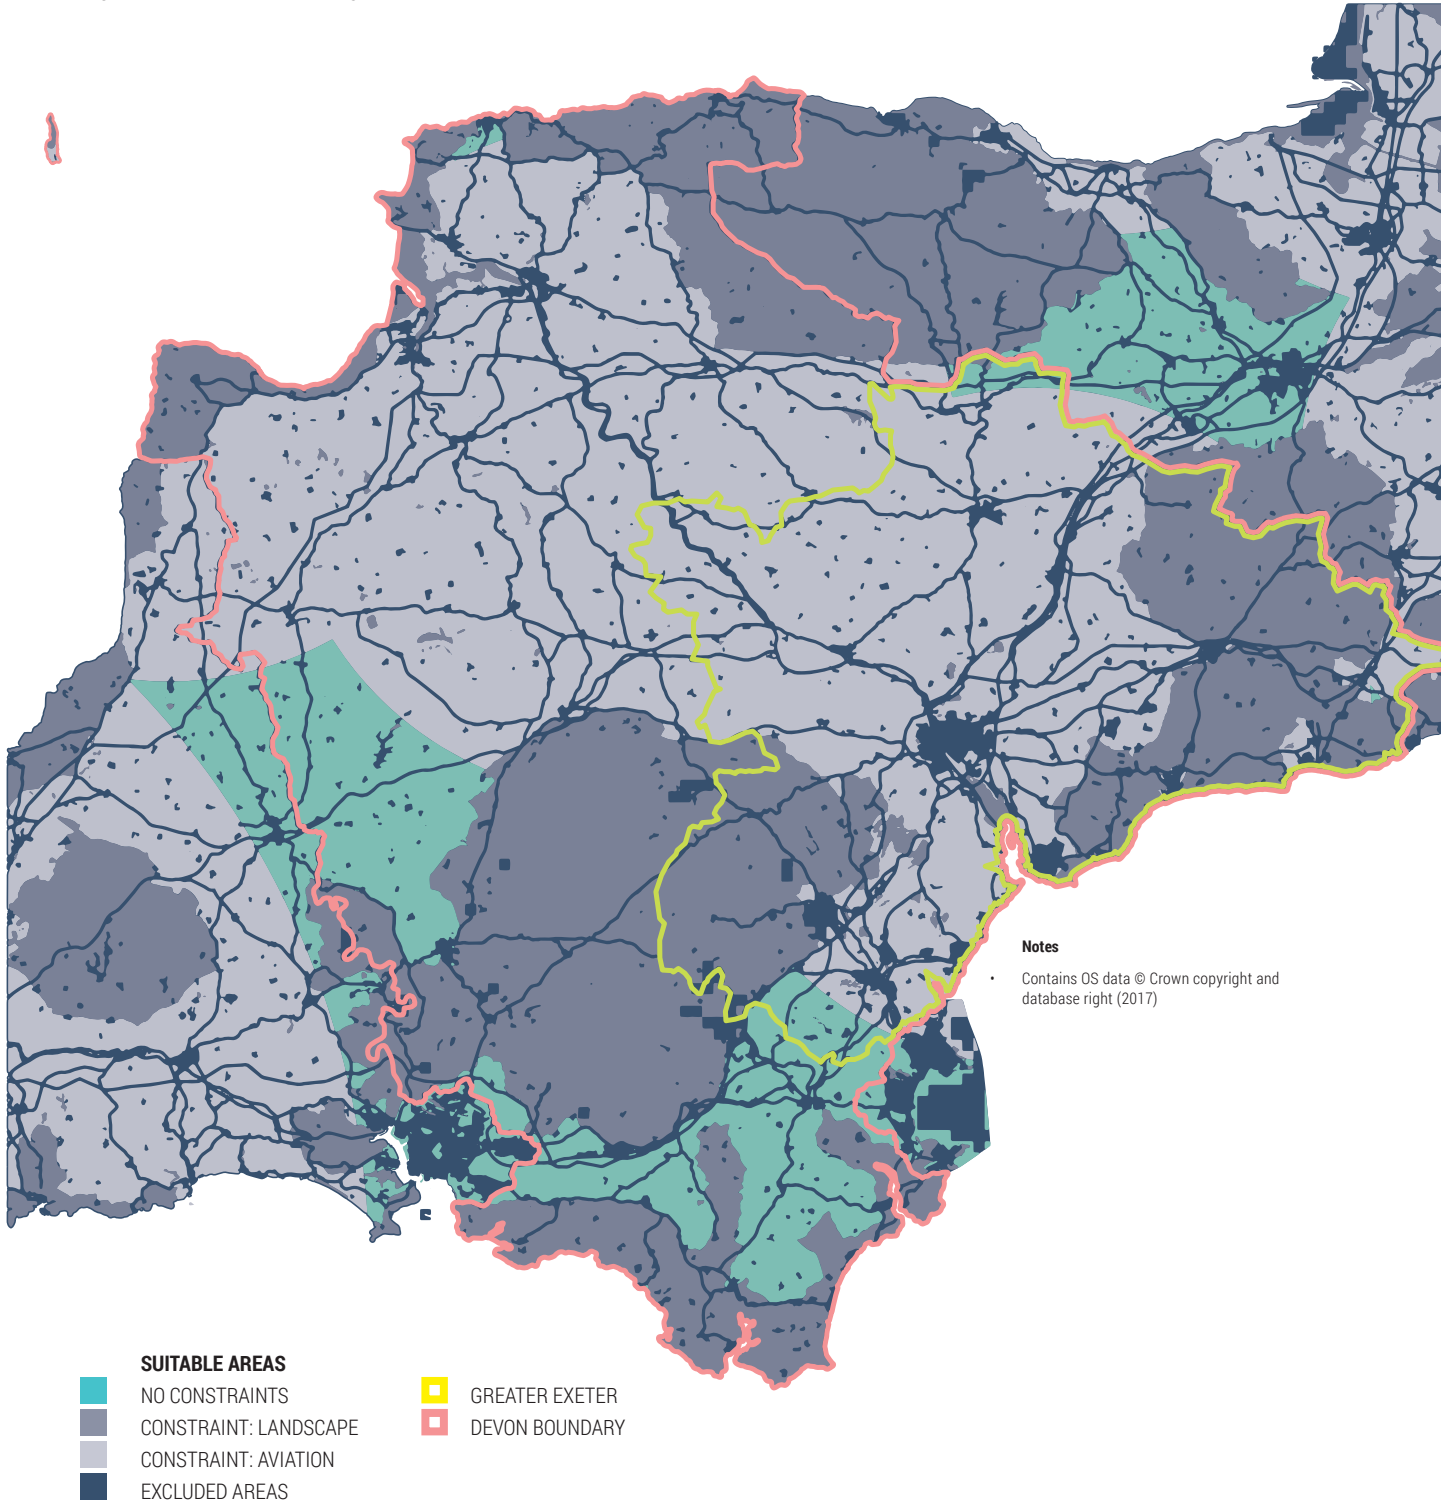 Notes
• Contains OS data © Crown copyright and
database right (2017)
SUITABLE AREAS
NO CONSTRAINTS
CONSTRAINT: LANDSCAPE
CONSTRAINT: AVIATION
EXCLUDED AREAS
GREATER EXETER
DEVON BOUNDARY